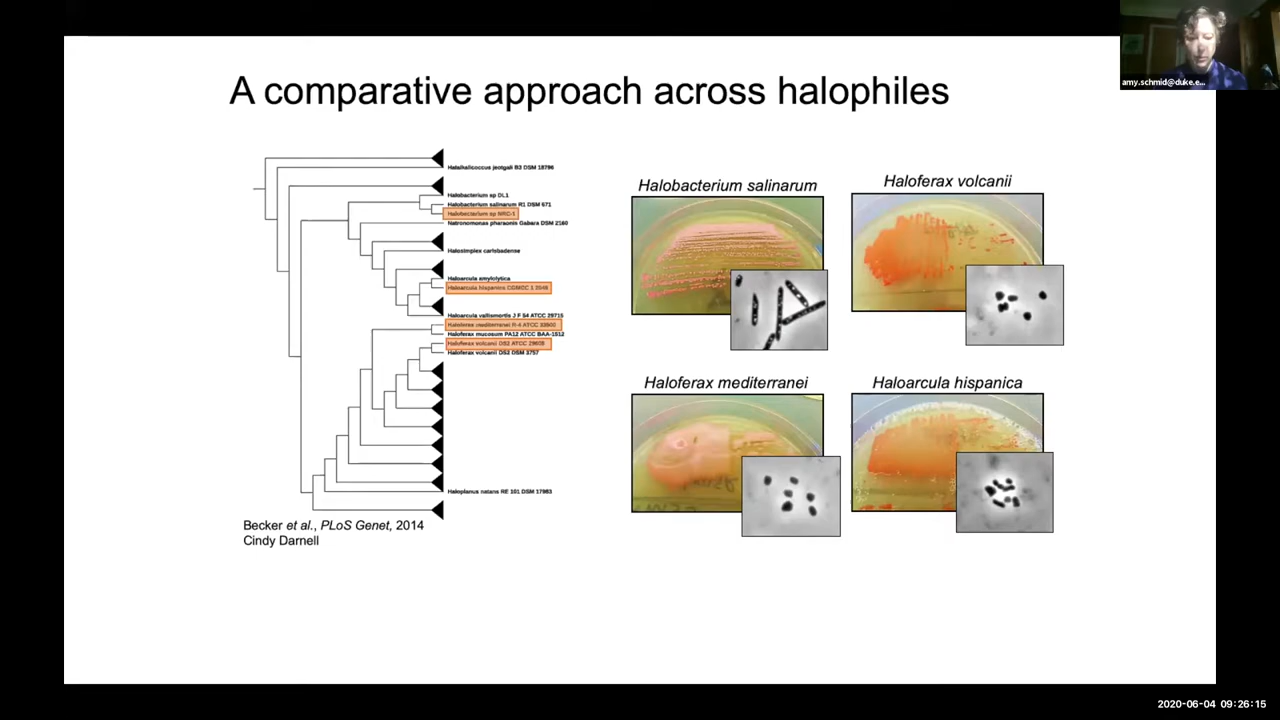 amy.schmid@duke.e...
A comparative approach across halophiles
Halalkalicoccus jeotgali B3 DSM 18796
Halobacterium sp DL1
Halobacterium salinarum R1 DSM 671
Halobacterium sp NRC-1
Natronomonas pharaonis Gabara DSM 2160
Halosimplex carlsbadense
Haloarcula amylolytica
Haloarcula hispanica CGMCC 1 2049
Haloarcula vallismortis J F 54 ATCC 29715
Haloferax mediterranei R-4 ATCC 33500
Haloferax mucosum PA12 ATCC BAA-1512
Haloferax volcanii DS2 ATCC 29605
Haloferax volcanii DS2 DSM 3757
Haloplanus natans RE 101 DSM 17983
Becker et al., PLoS Genet, 2014
Cindy Darnell
Halobacterium salinarum
Haloferax volcanii
Haloferax mediterranei
Haloarcula hispanica
2020-06-04 09:26:15